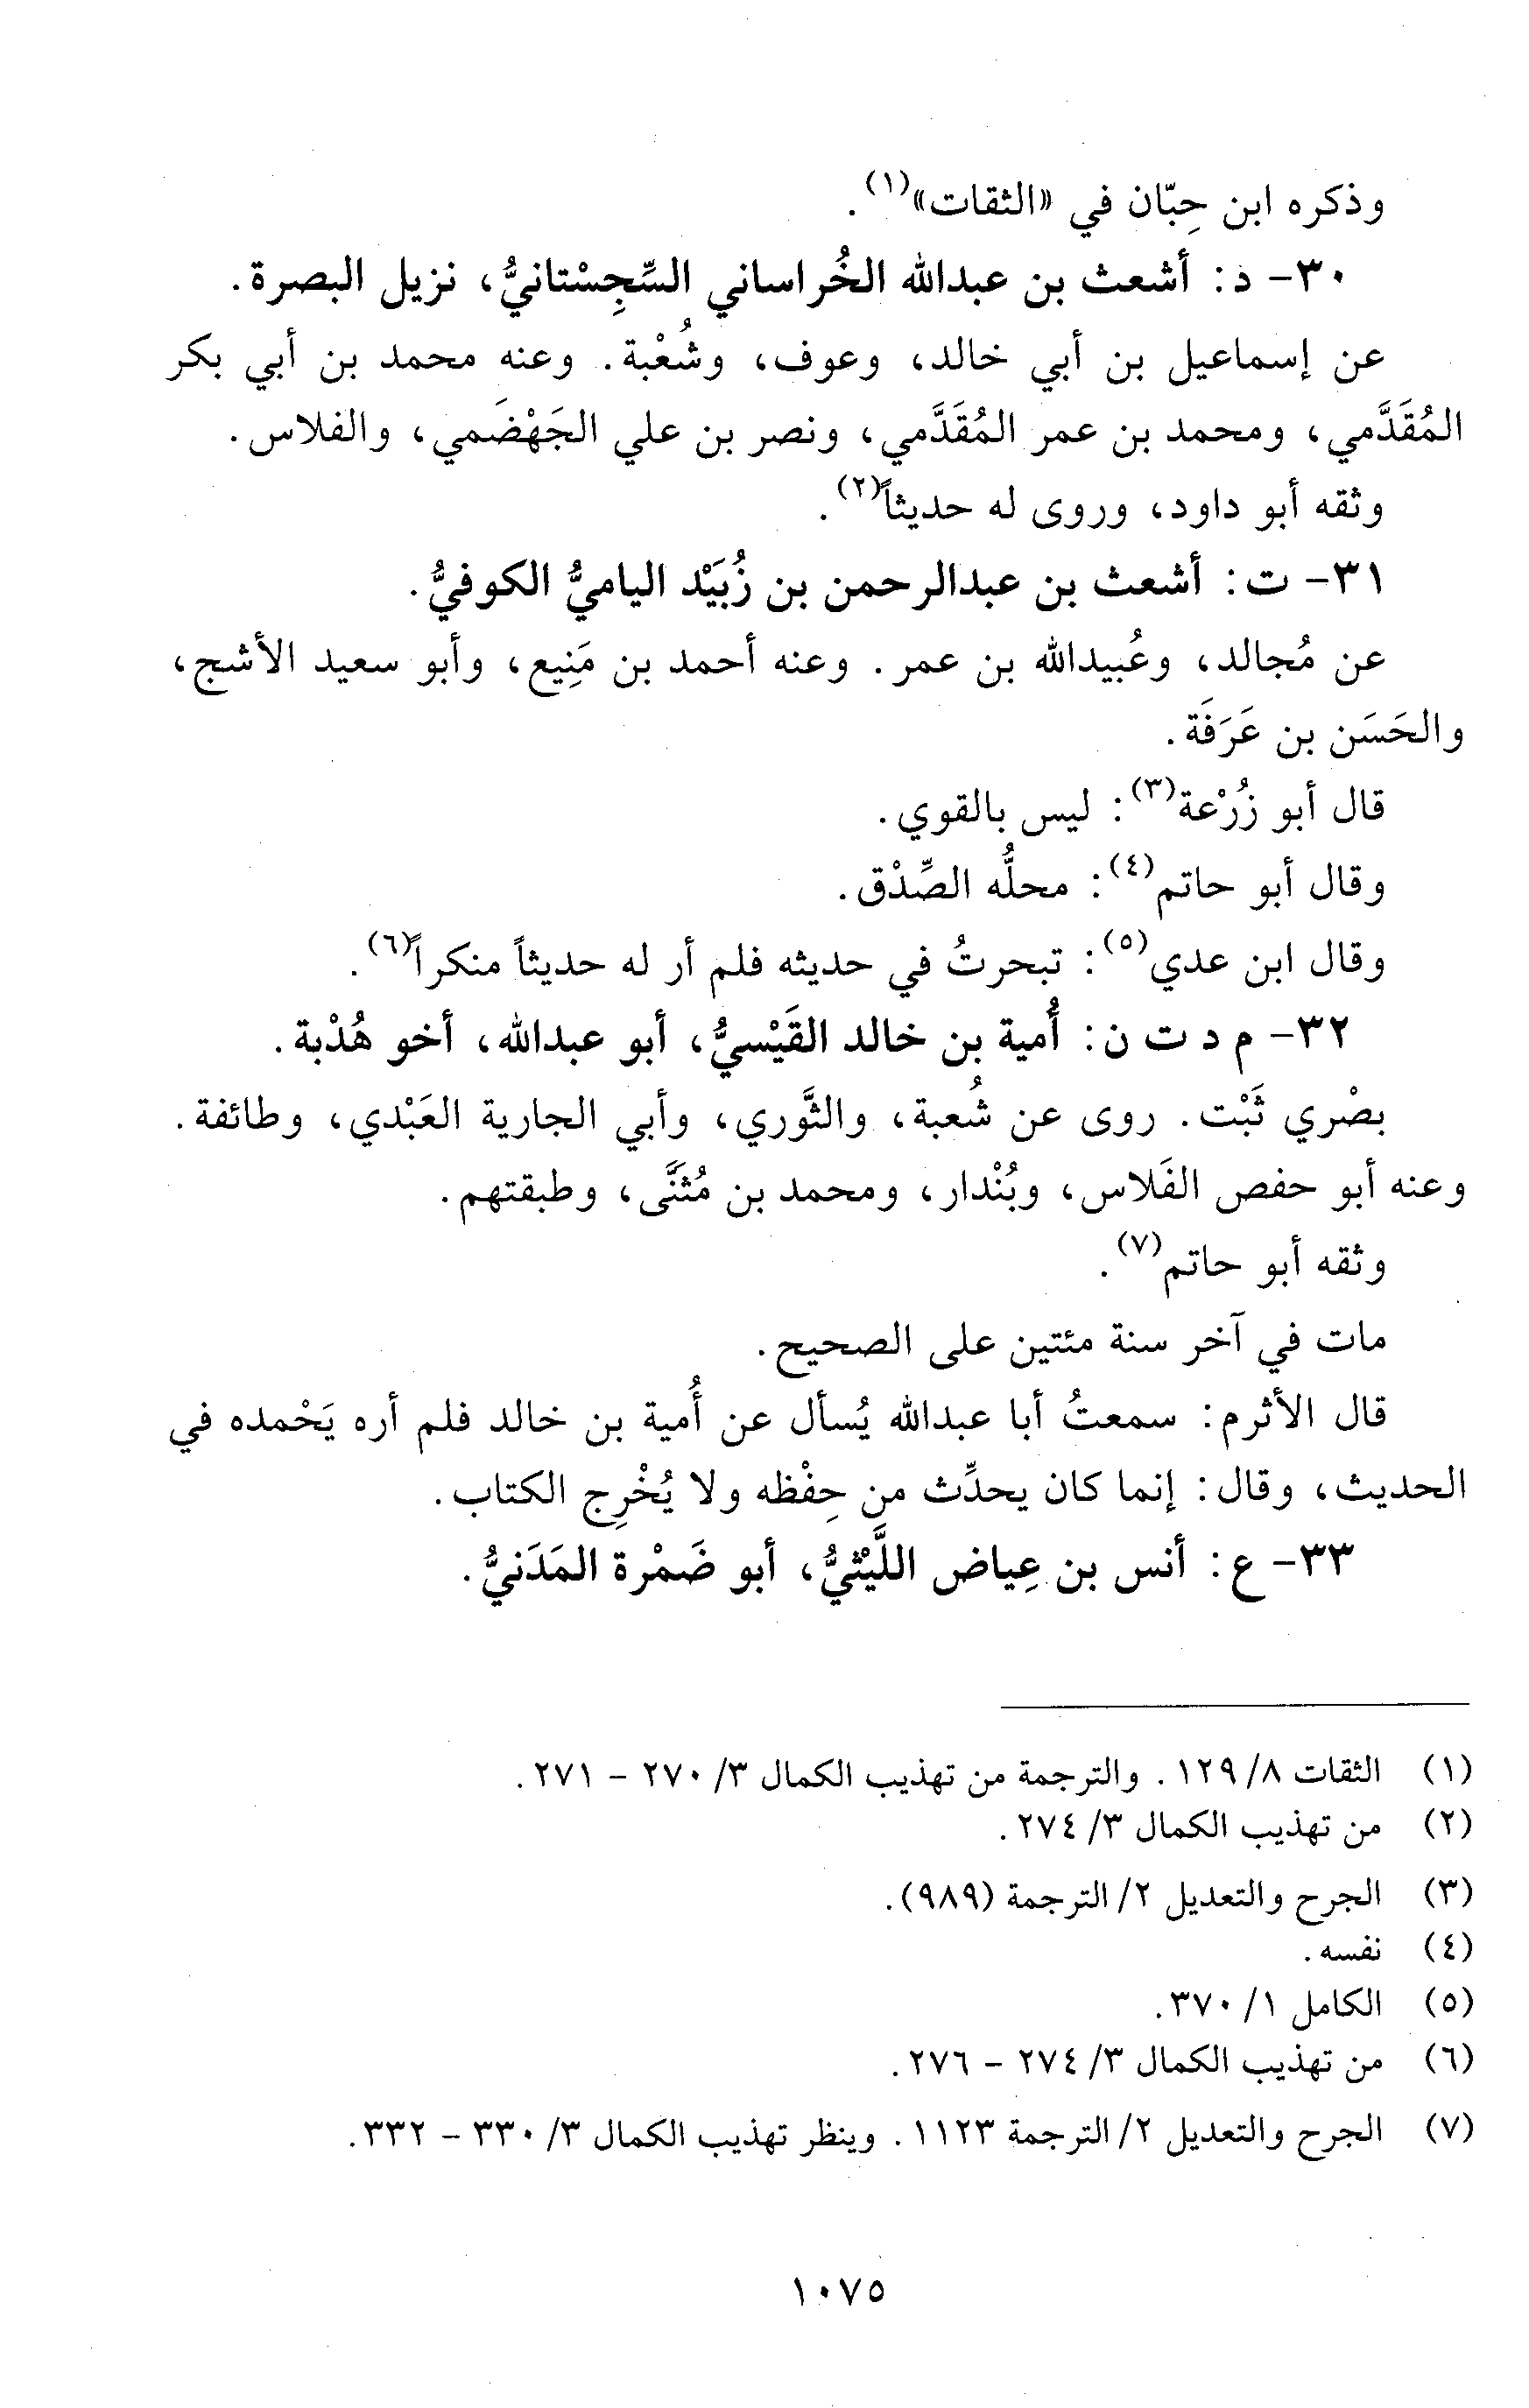 وذكره ابن حِبّان في «الثقات»(١).
٣٠- د: أشعث بن عبدالله الخُراساني السِّجِسْتانيُّ، نزيل البصرة.
عن إسماعيل بن أبي خالد، وعوف، وشُعْبة. وعنه محمد بن أبي بكر
المُقَدَّمي، ومحمد بن عمر المُقَدَّمي، ونصر بن علي الجَهْضَمي، والفلاس.
وثقه أبو داود، وروى له حديثاً(٢).
٣١- ت: أشعث بن عبدالرحمن بن زُبَيْد الياميُّ الكوفيُّ.
عن مُجالد، وعُبيدالله بن عمر. وعنه أحمد بن مَنِيع، وأبو سعيد الأشج،
والحَسَن بن عَرَفَة.
قال أبو زُرْعة(٣): ليس بالقوي.
وقال أبو حاتم(٤): محلُّه الصِّدْق.
وقال ابن عدي(٥): تبحرتُ في حديثه فلم أر له حديثاً منكراً(٦).
٣٢- م د ت ن: أُمية بن خالد القَيْسيُّ، أبو عبدالله، أخو هُدْبة.
بصْري ثَبْت. روى عن شُعبة، والثَّوري، وأبي الجارية العَبْدي، وطائفة.
وعنه أبو حفص الفَلاس، وبُنْدار، ومحمد بن مُثنَّى، وطبقتهم.
وثقه أبو حاتم(٧).
مات في آخر سنة مئتين على الصحيح.
قال الأثرم: سمعتُ أبا عبدالله يُسأل عن أُمية بن خالد فلم أره يَحْمده في
الحديث، وقال: إنما كان يحدِّث من حِفْظه ولا يُخْرِج الكتاب.
٣٣- ع: أنس بن عِياض اللَّيْثيُّ، أبو ضَمْرة المَدَنيُّ.
(١) الثقات ٨/ ١٢٩. والترجمة من تهذيب الكمال ٣/ ٢٧٠ - ٢٧١.
(٢) من تهذيب الكمال ٣/ ٢٧٤.
(٣) الجرح والتعديل ٢/ الترجمة (٩٨٩).
(٤) نفسه.
(٥) الكامل ١/ ٣٧٠.
(٦) من تهذيب الكمال ٣/ ٢٧٤ - ٢٧٦.
(٧) الجرح والتعديل ٢/ الترجمة ١١٢٣. وينظر تهذيب الكمال ٣/ ٣٣٠ - ٣٣٢.
١٠٧٥